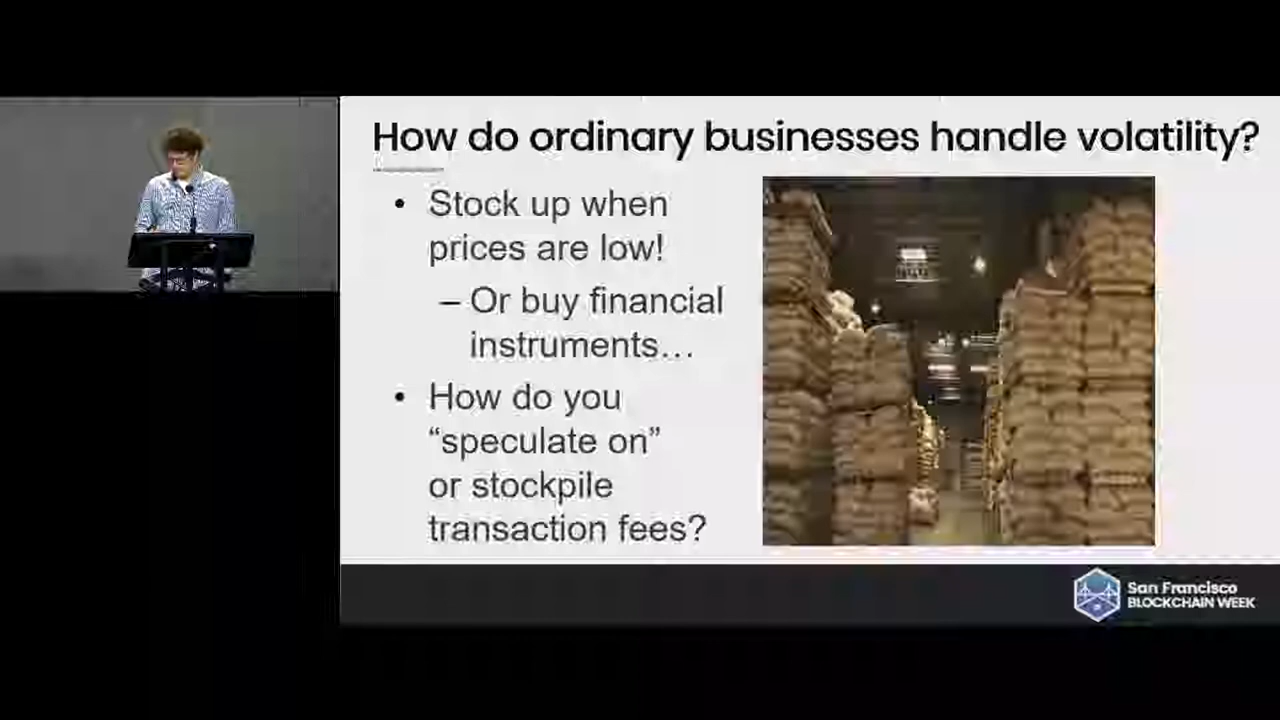 How do ordinary businesses handle volatility?
• Stock up when
prices are low!
– Or buy financial
instruments…
• How do you
“speculate on”
or stockpile
transaction fees?
San Francisco
BLOCKCHAIN WEEK